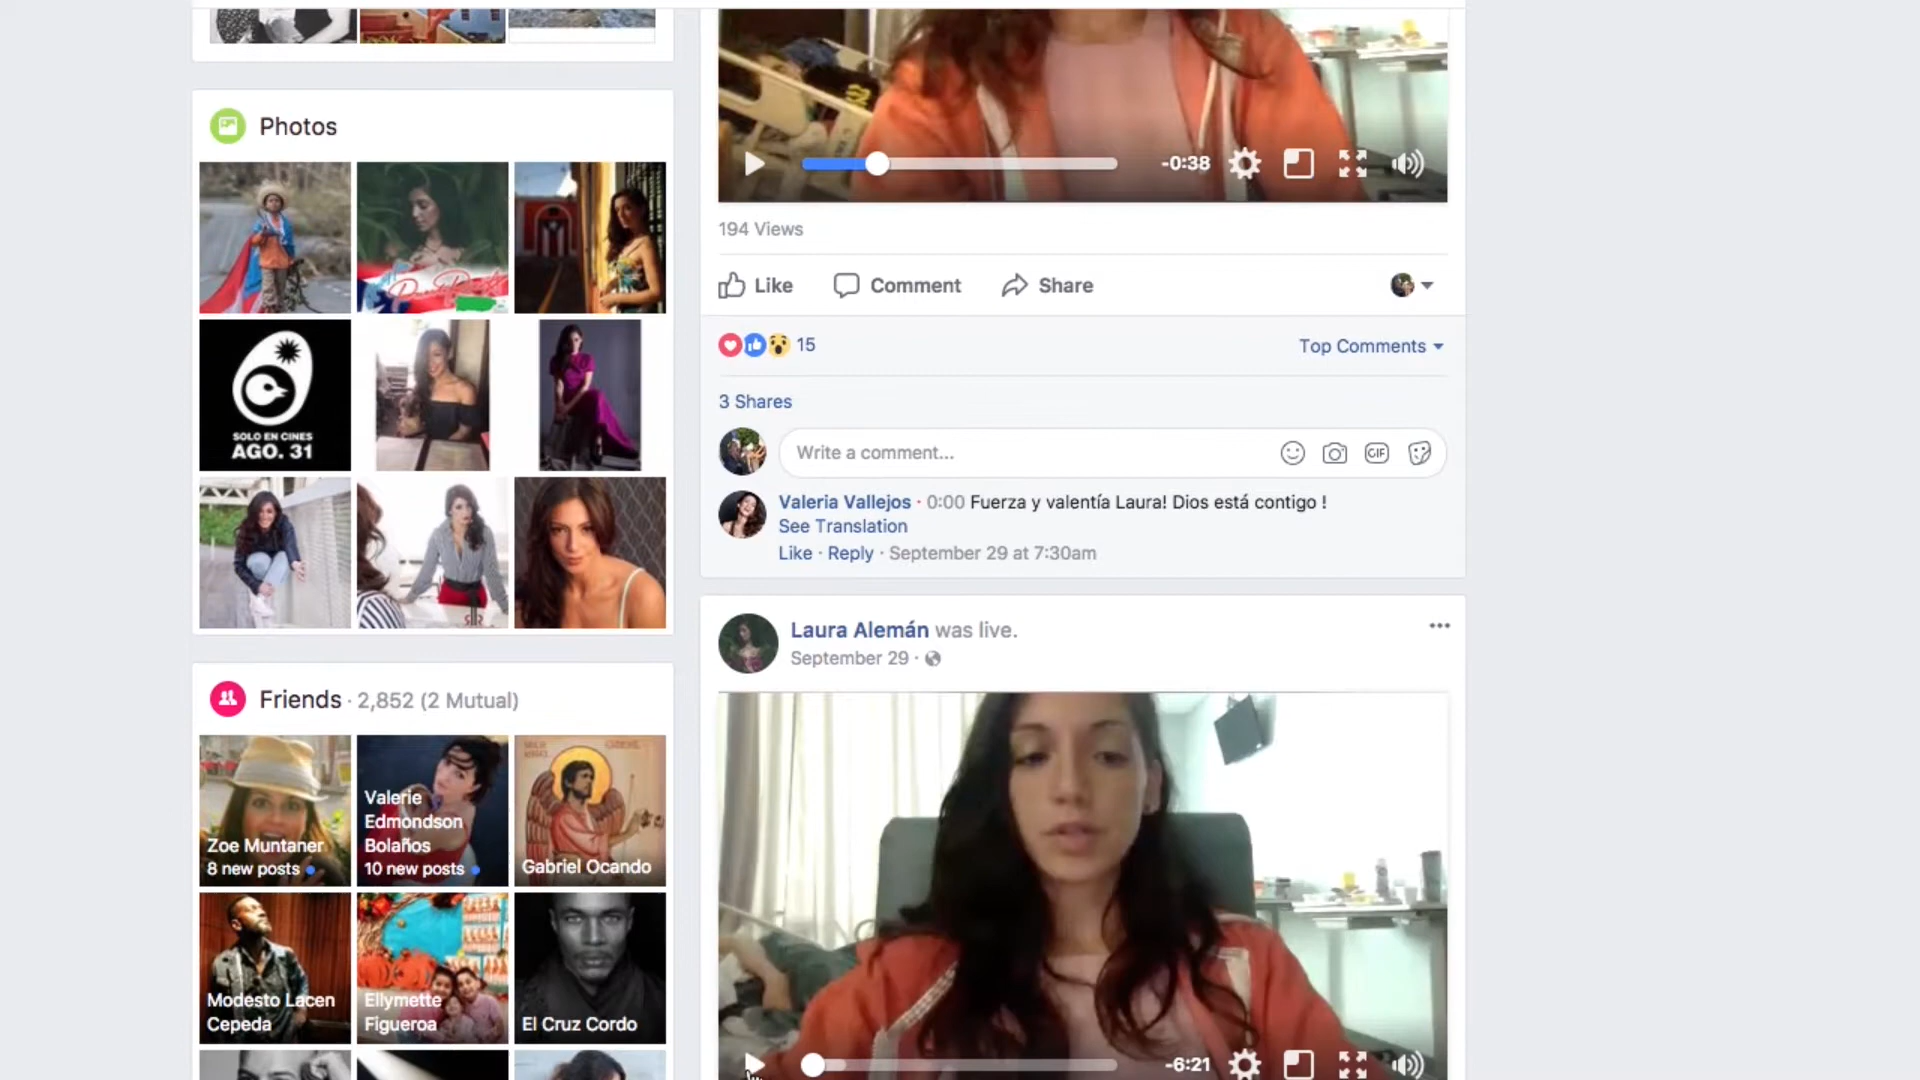 Photos
SOLO EN CINES
AGO. 31
Friends · 2,852 (2 Mutual)
Zoe Muntaner
8 new posts
Valerie
Edmondson
Bolaños
10 new posts
Gabriel Ocando
Modesto Lacen
Cepeda
Ellymette
Figueroa
El Cruz Cordo
-0:38
194 Views
Like
Comment
Share
15
Top Comments
3 Shares
Write a comment...
GIF
Valeria Vallejos · 0:00 Fuerza y valentía Laura! Dios está contigo !
See Translation
Like · Reply · September 29 at 7:30am
Laura Alemán was live.
September 29 ·
-6:21